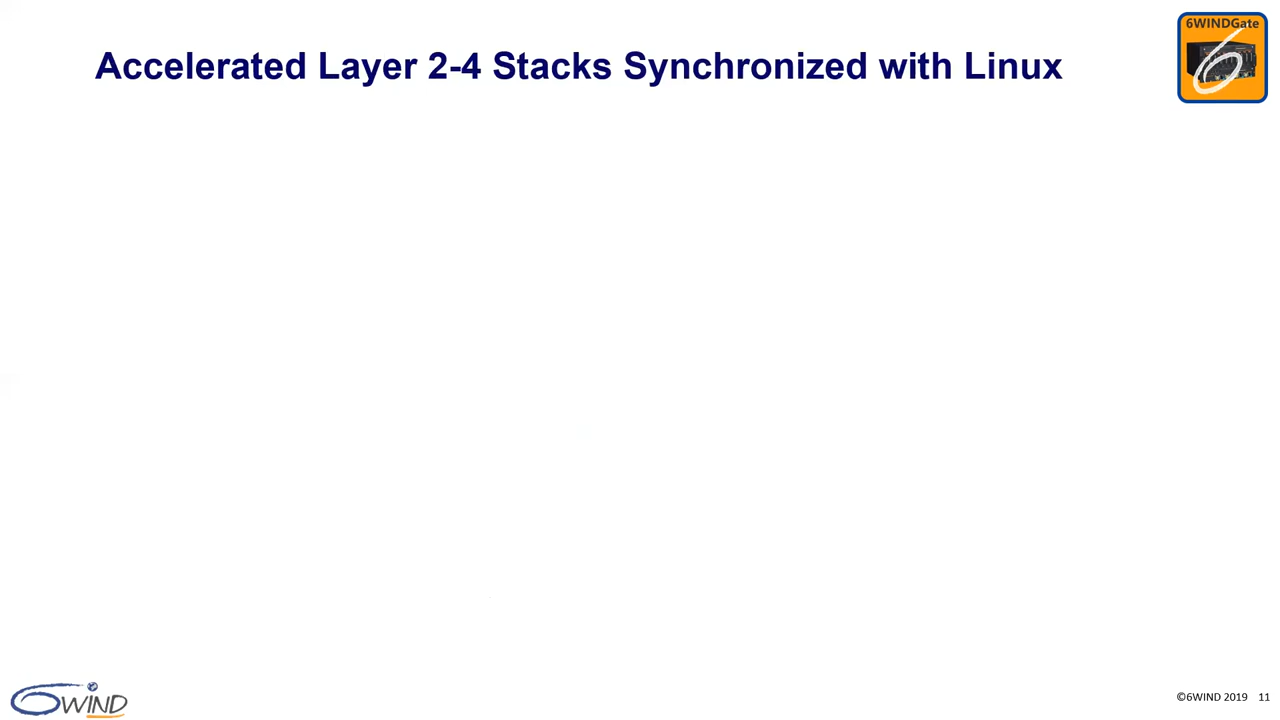 6WINDGate
Accelerated Layer 2-4 Stacks Synchronized with Linux
6WIND
©6WIND 2019 11